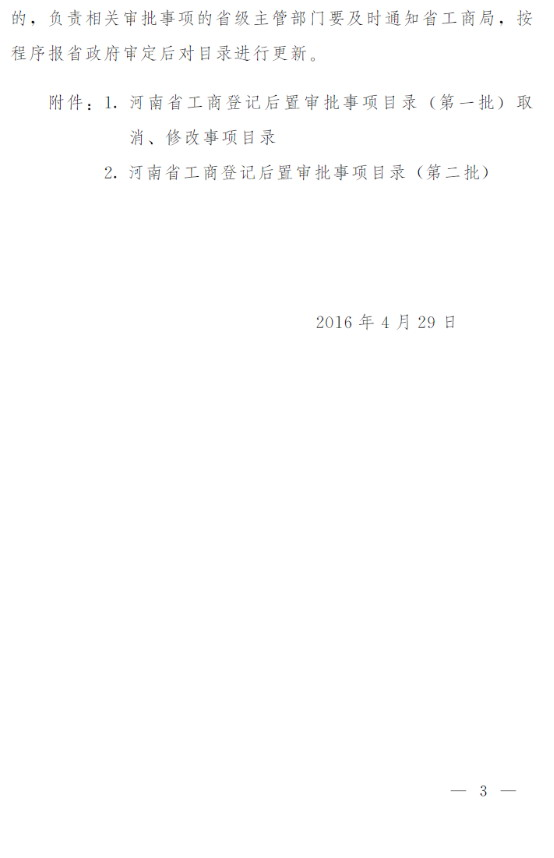 的，负责相关审批事项的省级主管部门要及时通知省工商局，按
程序报省政府审定后对目录进行更新。
附件：1. 河南省工商登记后置审批事项目录（第一批）取
消、修改事项目录
2. 河南省工商登记后置审批事项目录（第二批）
2016 年 4 月 29 日
— 3 —